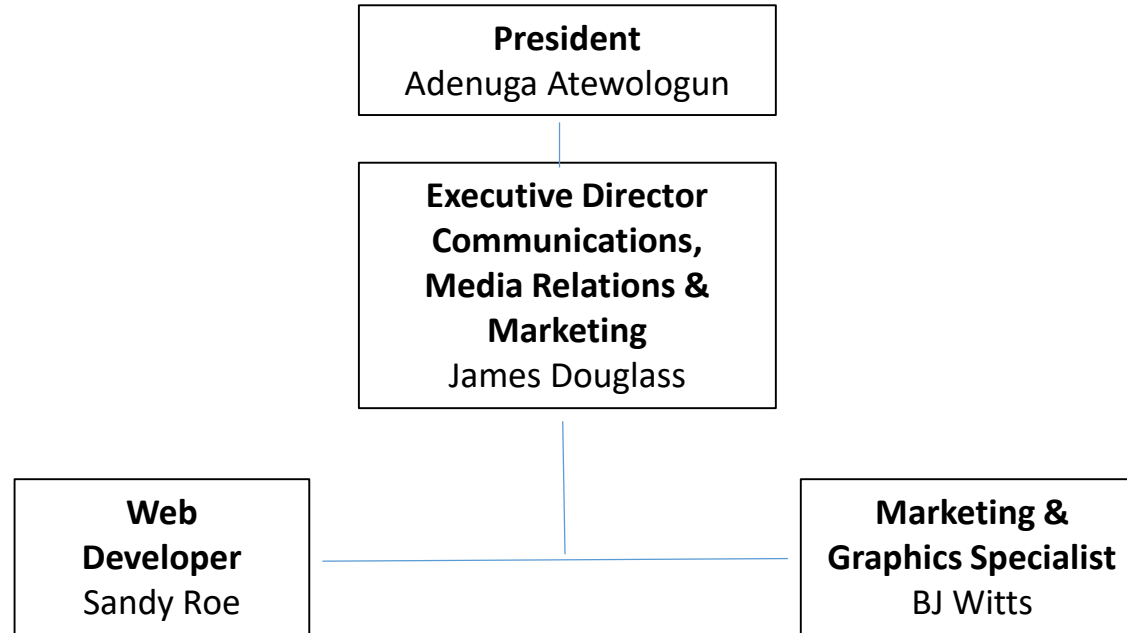 President
Adenuga Atewologun
Executive Director
Communications,
Media Relations &
Marketing
James Douglass
Web
Developer
Sandy Roe
Marketing &
Graphics Specialist
BJ Witts